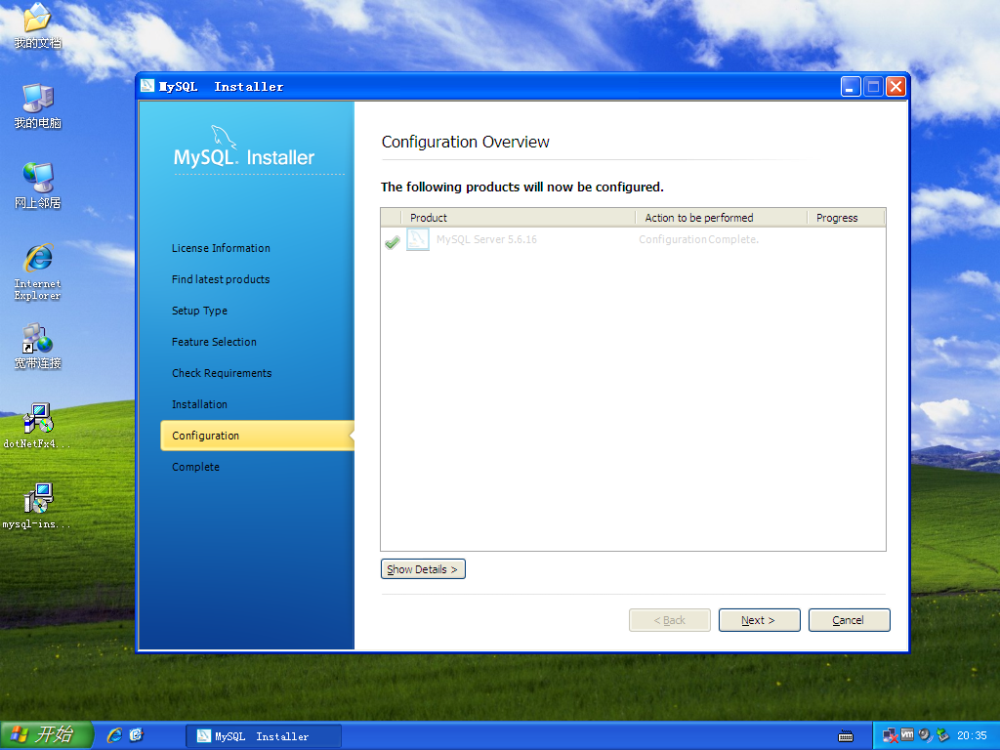 我的文档
我的电脑
网上邻居
Internet
Explorer
宽带连接
dotNetFx4...
mysql-ins...
MySQL Installer
MySQL. Installer
License Information
Find latest products
Setup Type
Feature Selection
Check Requirements
Installation
Configuration
Complete
Configuration Overview
The following products will now be configured.
Product Action to be performed Progress
MySQL Server 5.6.16 Configuration Complete.
Show Details >
< Back Next > Cancel
开始 MySQL Installer vm 20:35